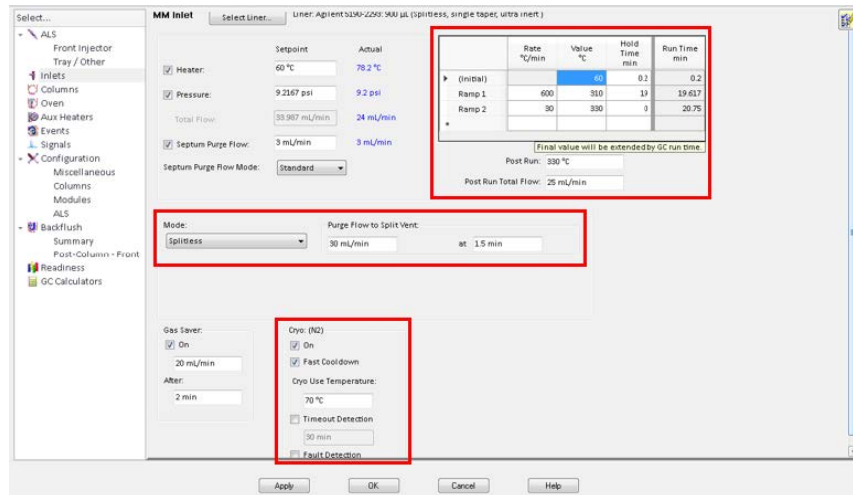 Select...
ALS
Front Injector
Tray / Other
Inlets
Columns
Oven
Aux Heaters
Events
Signals
Configuration
Miscellaneous
Columns
Modules
ALS
Backflush
Summary
Post-Column - Front
Readiness
GC Calculators
MM Inlet
Select Liner...
Liner: Agilent 5190-2293: 900 µL (Splitless, single taper, ultra inert )
Setpoint Actual
Heater: 60 °C 78.2 °C
Pressure: 9.2167 psi 9.2 psi
Total Flow: 33.987 mL/min 24 mL/min
Septum Purge Flow: 3 mL/min 3 mL/min
Septum Purge Flow Mode: Standard
Rate °C/min Value °C Hold Time min Run Time min
(Initial) 60 0.2 0.2
Ramp 1 600 310 19 19.617
Ramp 2 30 330 0 20.75
*
Final value will be extended by GC run time.
Post Run: 330 °C
Post Run Total Flow: 25 mL/min
Mode: Purge Flow to Split Vent:
Splitless 30 mL/min at 1.5 min
Gas Saver:
On
20 mL/min
After:
2 min
Cryo: (N2)
On
Fast Cooldown
Cryo Use Temperature:
70 °C
Timeout Detection
30 min
Fault Detection
Apply OK Cancel Help